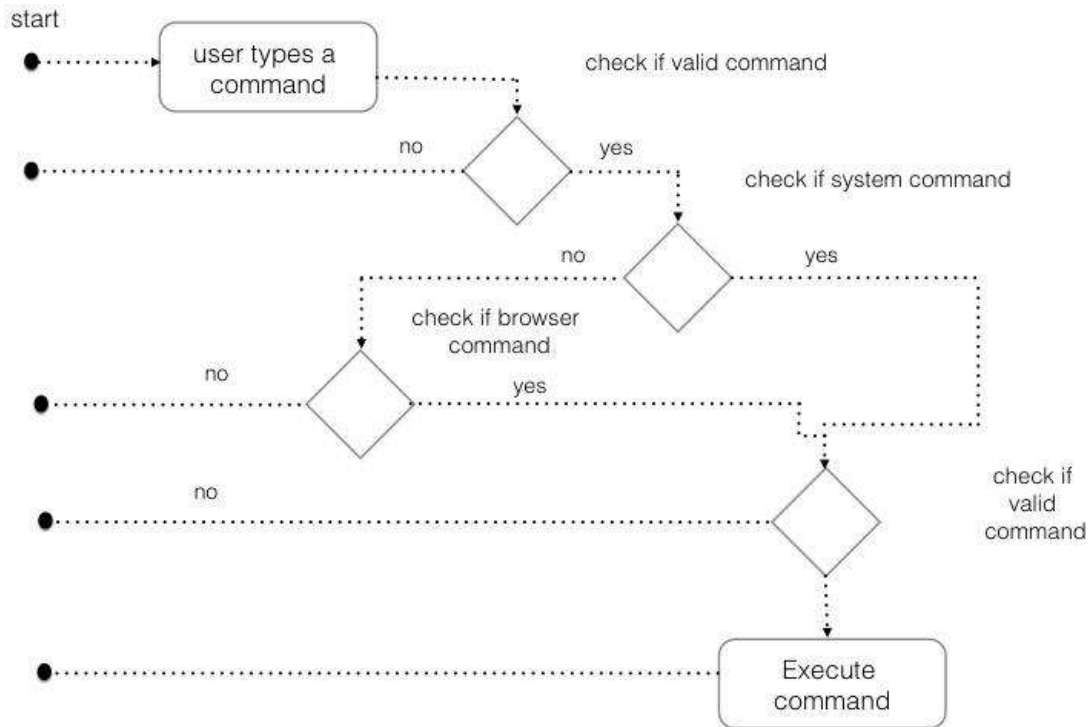 start
user types a
command
check if valid command
no
yes
check if system command
no
yes
check if browser
command
no
yes
no
check if
valid
command
Execute
command